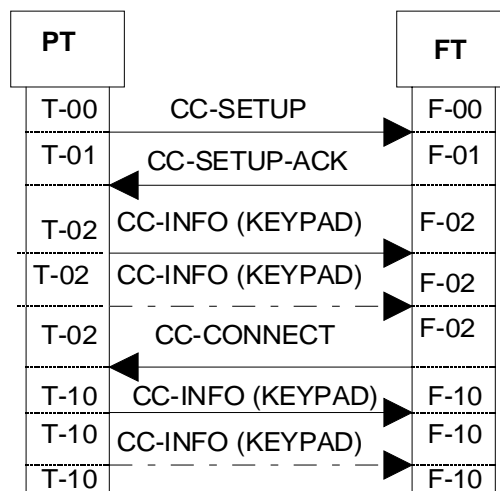 PT FT
T-00 CC-SETUP F-00
T-01 CC-SETUP-ACK F-01
T-02 CC-INFO (KEYPAD) F-02
T-02 CC-INFO (KEYPAD) F-02
T-02 CC-CONNECT F-02
T-10 CC-INFO (KEYPAD) F-10
T-10 CC-INFO (KEYPAD) F-10
T-10 F-10